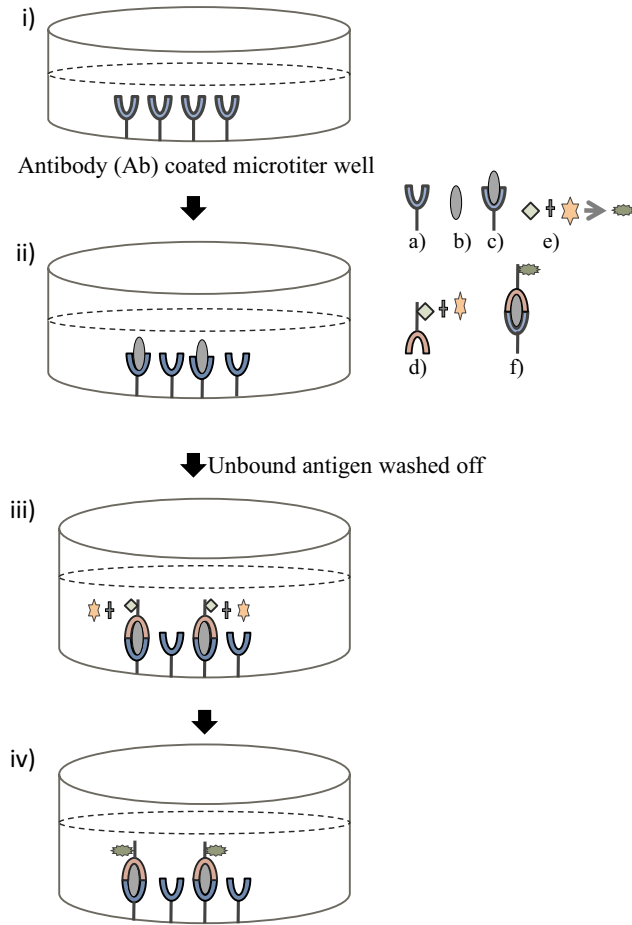 i)
Antibody (Ab) coated microtiter well
a)
b)
c)
e)
ii)
d)
f)
Unbound antigen washed off
iii)
iv)